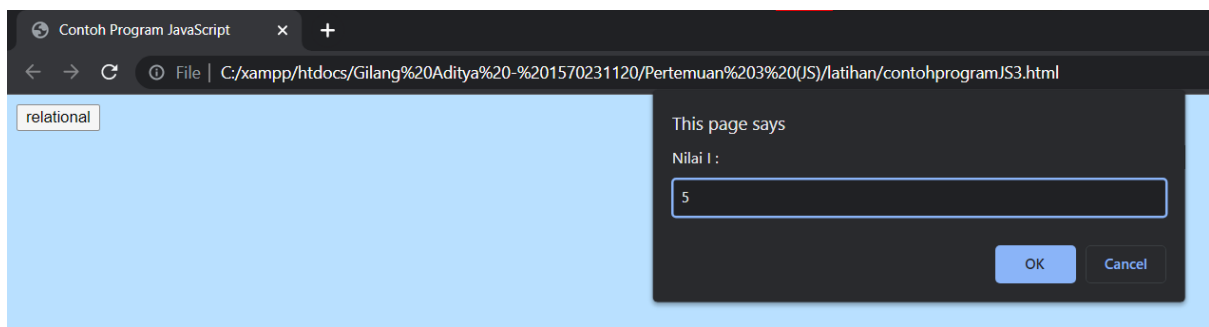 Contoh Program JavaScript
File | C:/xampp/htdocs/Gilang%20Aditya%20-%201570231120/Pertemuan%203%20(JS)/latihan/contohprogramJS3.html
relational
This page says
Nilai I :
5
OK Cancel